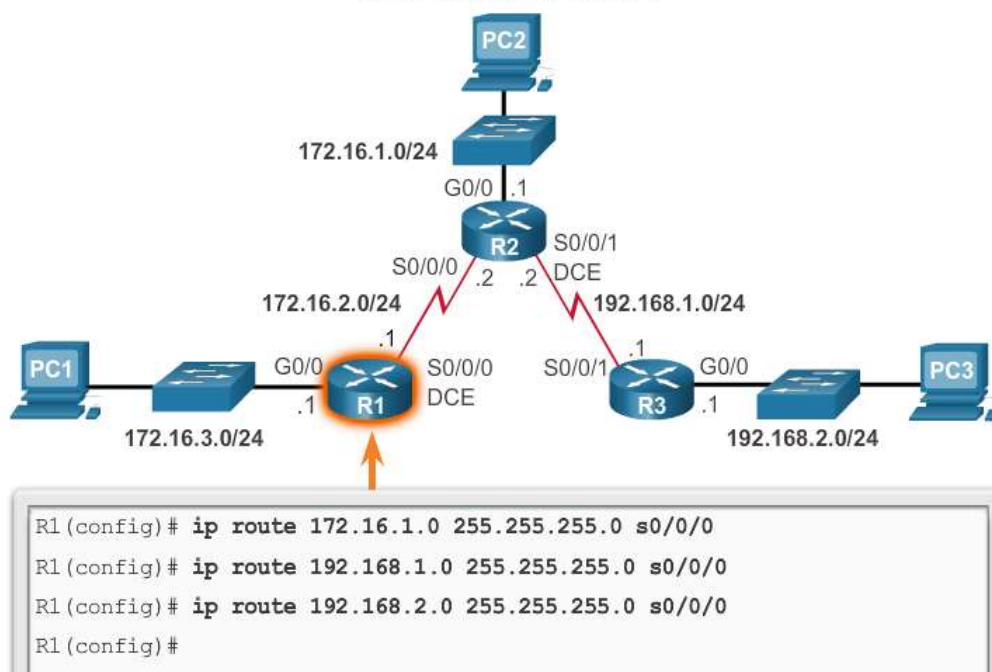 PC2
172.16.1.0/24
G0/0 .1
R2
S0/0/1
DCE
S0/0/0
.2 .2
172.16.2.0/24
192.168.1.0/24
.1
.1
PC1
G0/0
S0/0/0
DCE
.1
R1
S0/0/1
G0/0
R3
.1
PC3
172.16.3.0/24
192.168.2.0/24
R1(config)# ip route 172.16.1.0 255.255.255.0 s0/0/0
R1(config)# ip route 192.168.1.0 255.255.255.0 s0/0/0
R1(config)# ip route 192.168.2.0 255.255.255.0 s0/0/0
R1(config)#